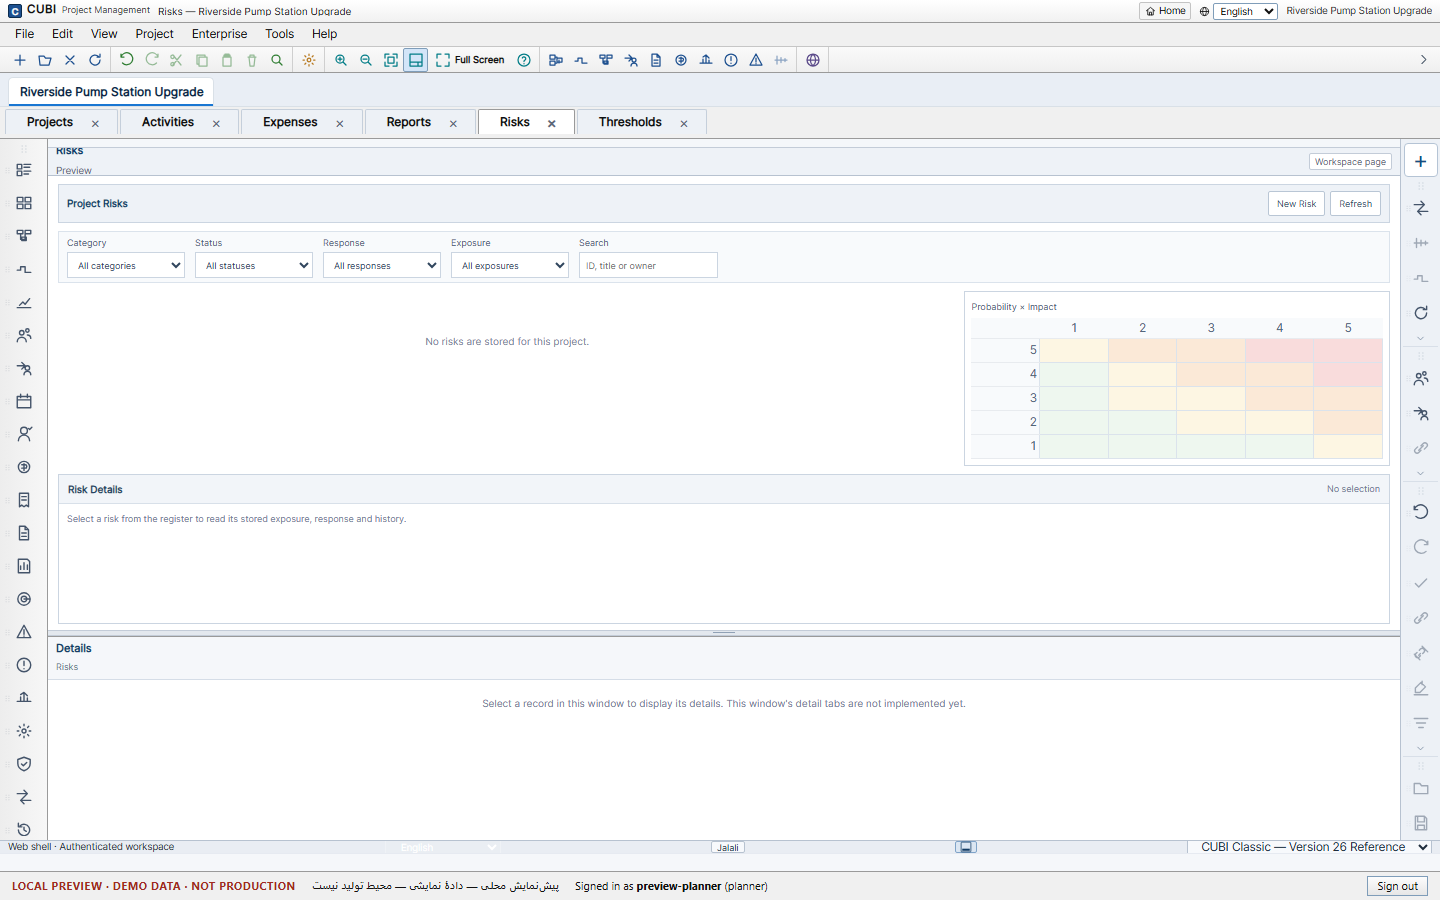 CUBI Project Management Risks — Riverside Pump Station Upgrade Home English Riverside Pump Station Upgrade
File Edit View Project Enterprise Tools Help
Full Screen
Riverside Pump Station Upgrade
Projects Activities Expenses Reports Risks Thresholds
Risks
Preview
Workspace page
Project Risks New Risk Refresh
Category Status Response Exposure Search
All categories All statuses All responses All exposures ID, title or owner
Probability × Impact
1 2 3 4 5
No risks are stored for this project.
5
4
3
2
1
Risk Details No selection
Select a risk from the register to read its stored exposure, response and history.
Details
Risks
Select a record in this window to display its details. This window's detail tabs are not implemented yet.
Web shell · Authenticated workspace English Jalali CUBI Classic — Version 26 Reference
LOCAL PREVIEW · DEMO DATA · NOT PRODUCTION پیش‌نمایش محلی — دادهٔ نمایشی — محیط تولید نیست Signed in as preview-planner (planner) Sign out